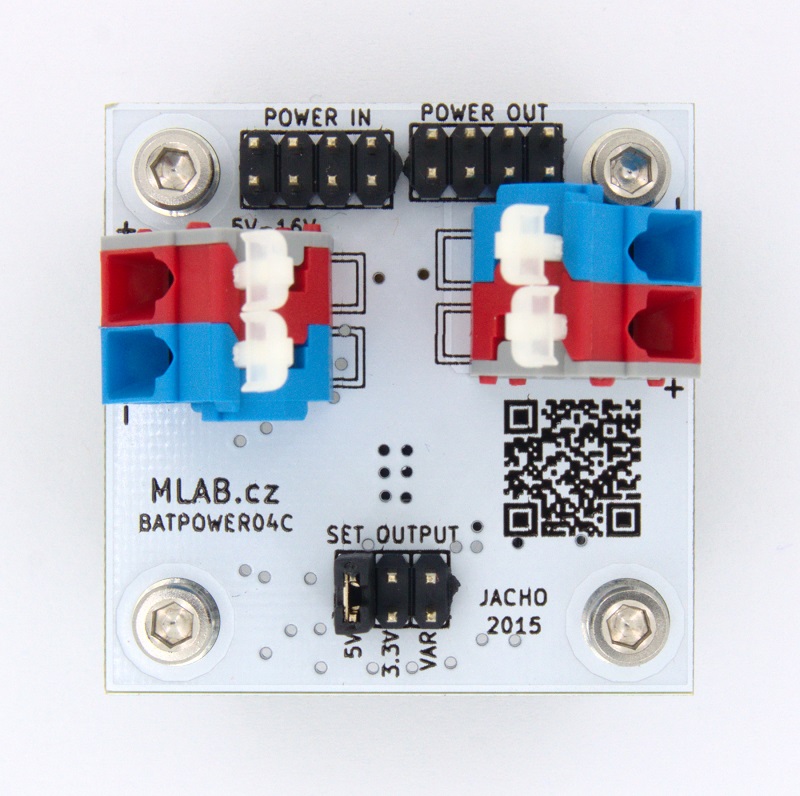 POWER IN
POWER OUT
5V-16V
+
-
-
+
MLAB.cz
BATPOWER04C
SET OUTPUT
5V
3.3V
VAR
JACHO
2015